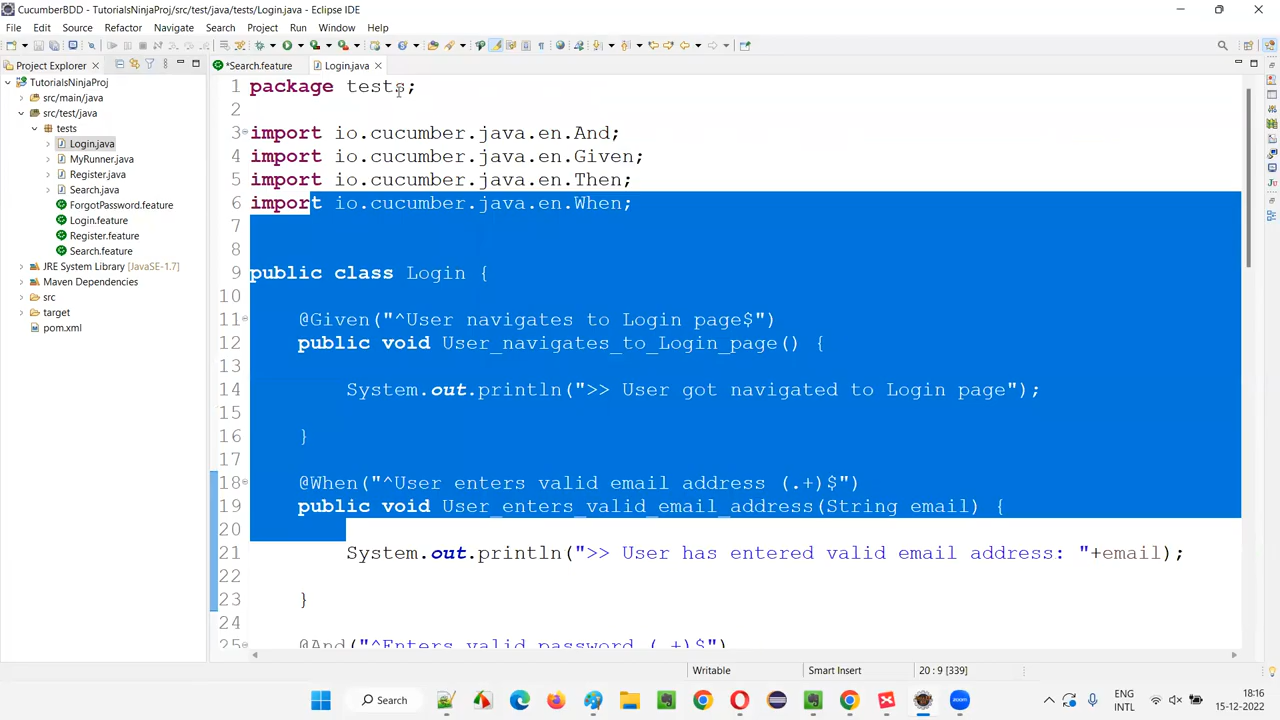 CucumberBDD - TutorialsNinjaProj/src/test/java/tests/Login.java - Eclipse IDE
File Edit Source Refactor Navigate Search Project Run Window Help
Project Explorer
*Search.feature
Login.java
TutorialsNinjaProj
src/main/java
src/test/java
tests
Login.java
MyRunner.java
Register.java
Search.java
ForgotPassword.feature
Login.feature
Register.feature
Search.feature
JRE System Library [JavaSE-1.7]
Maven Dependencies
src
target
pom.xml
1 package tests;
2
3 import io.cucumber.java.en.And;
4 import io.cucumber.java.en.Given;
5 import io.cucumber.java.en.Then;
6 import io.cucumber.java.en.When;
7
8
9 public class Login {
10
11 @Given("^User navigates to Login page$")
12 public void User_navigates_to_Login_page() {
13
14 System.out.println(">> User got navigated to Login page");
15
16 }
17
18 @When("^User enters valid email address (.+)$")
19 public void User_enters_valid_email_address(String email) {
20
21 System.out.println(">> User has entered valid email address: "+email);
22
23 }
24
25 @And("^Enters valid password (.+)$")
Writable
Smart Insert
20 : 9 [339]
Search
ENG
INTL
18:16
15-12-2022